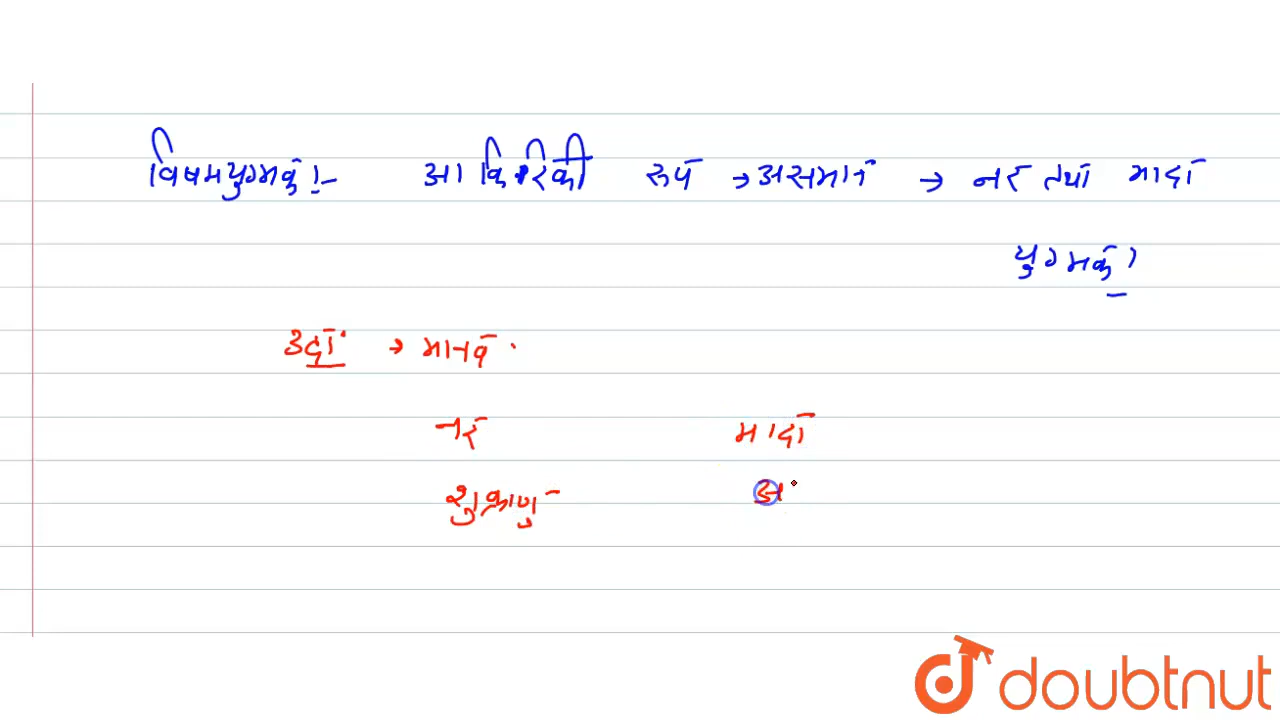 विषमयुग्मक :- आकारिकी रूप → असमान → नर तथा मादा
युग्मक ।
उदा. → मानव .
नर मादा
शुक्राणु अ
doubtnut